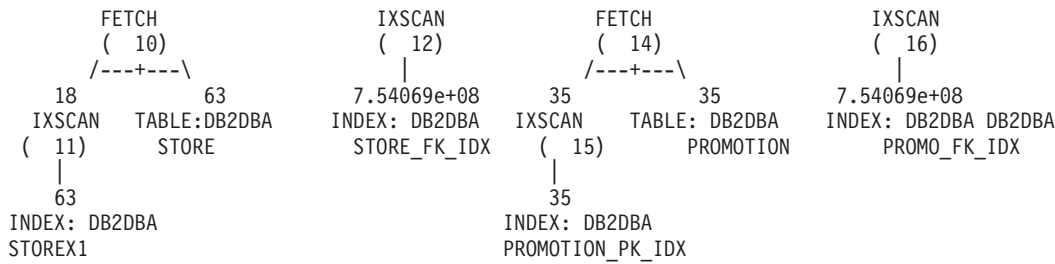 FETCH IXSCAN FETCH IXSCAN
( 10) ( 12) ( 14) ( 16)
/---+---\ | /---+---\ |
18 63 7.54069e+08 35 35 7.54069e+08
IXSCAN TABLE:DB2DBA INDEX: DB2DBA IXSCAN TABLE: DB2DBA INDEX: DB2DBA DB2DBA
( 11) STORE STORE_FK_IDX ( 15) PROMOTION PROMO_FK_IDX
| |
63 35
INDEX: DB2DBA INDEX: DB2DBA
STOREX1 PROMOTION_PK_IDX